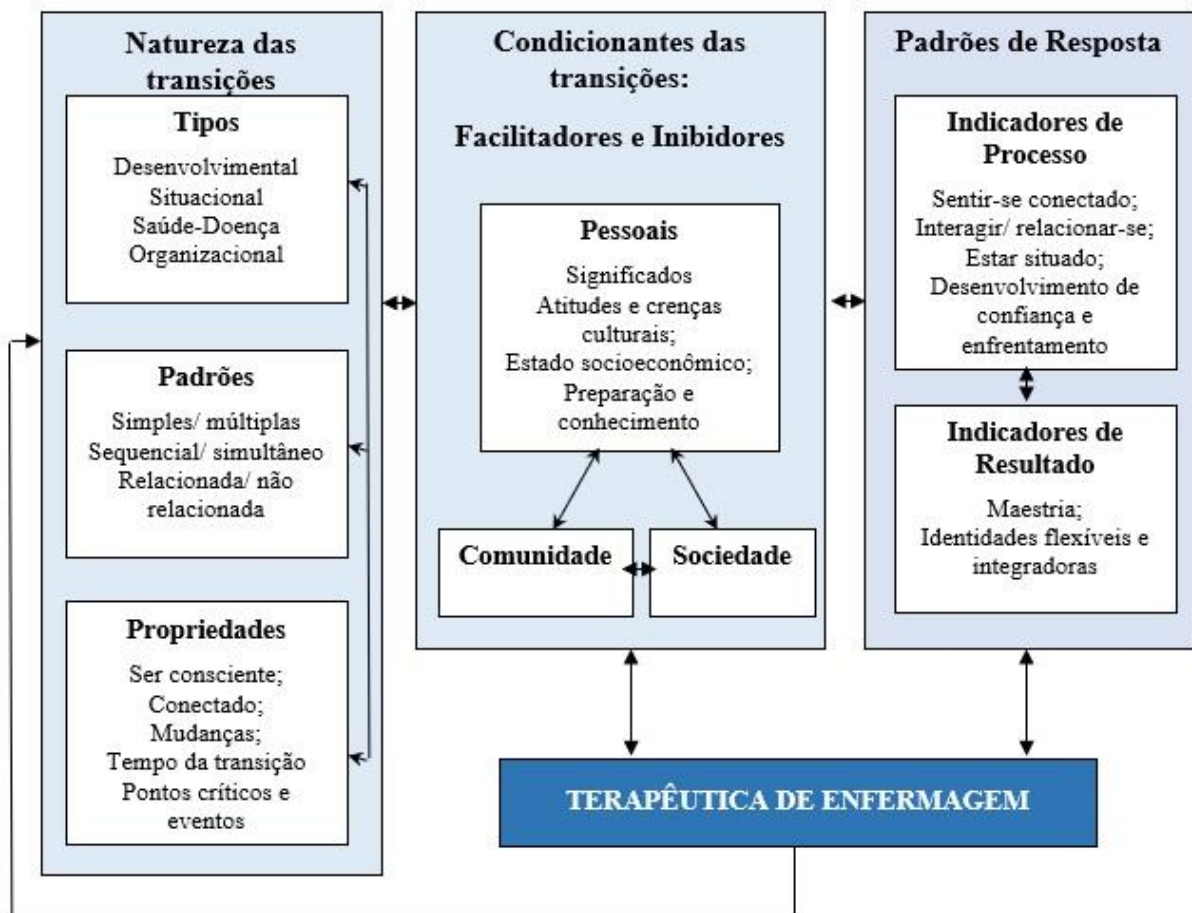 Natureza das
transições
Tipos
Desenvolvimental
Situacional
Saúde-Doença
Organizacional
Padrões
Simples/ múltiplas
Sequencial/ simultâneo
Relacionada/ não
relacionada
Propriedades
Ser consciente;
Conectado;
Mudanças;
Tempo da transição
Pontos críticos e
eventos
Condicionantes das
transições:
Facilitadores e Inibidores
Pessoais
Significados
Atitudes e crenças
culturais;
Estado socioeconômico;
Preparação e
conhecimento
Comunidade
Sociedade
Padrões de Resposta
Indicadores de
Processo
Sentir-se conectado;
Interagir/ relacionar-se;
Estar situado;
Desenvolvimento de
confiança e
enfrentamento
Indicadores de
Resultado
Maestria;
Identidades flexíveis e
integradoras
TERAPÊUTICA DE ENFERMAGEM